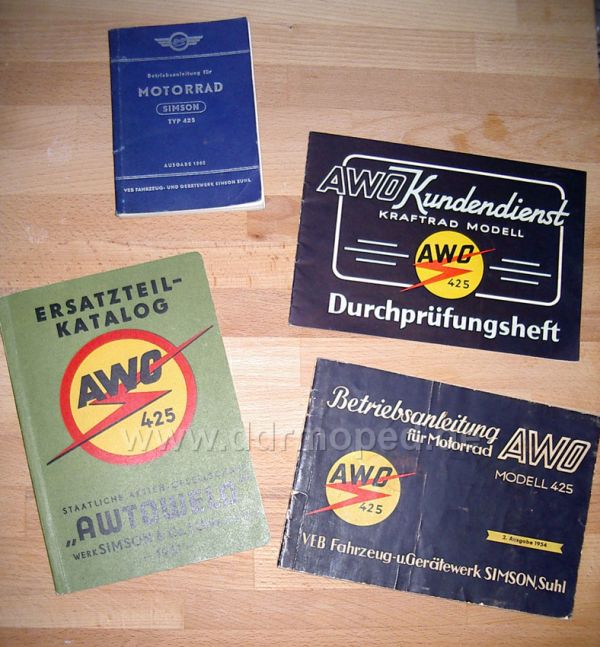 Betriebsanleitung für
MOTORRAD
SIMSON
TYP 425
VEB FAHRZEUG- UND GERÄTEWERK SIMSON SUHL
AWO Kundendienst
KRAFTRAD MODELL
AWO
425
Durchprüfungsheft
ERSATZTEIL-
KATALOG
AWO
425
STAATLICHE AKTIEN-GESELLSCHAFT
„AWTOWELO"
WERK SIMSON &
Betriebsanleitung
für Motorrad AWO
MODELL 425
AWO
425
2. Ausgabe 1954
VEB Fahrzeug-u.Gerätewerk SIMSON, Suhl
www.ddrmoped.de